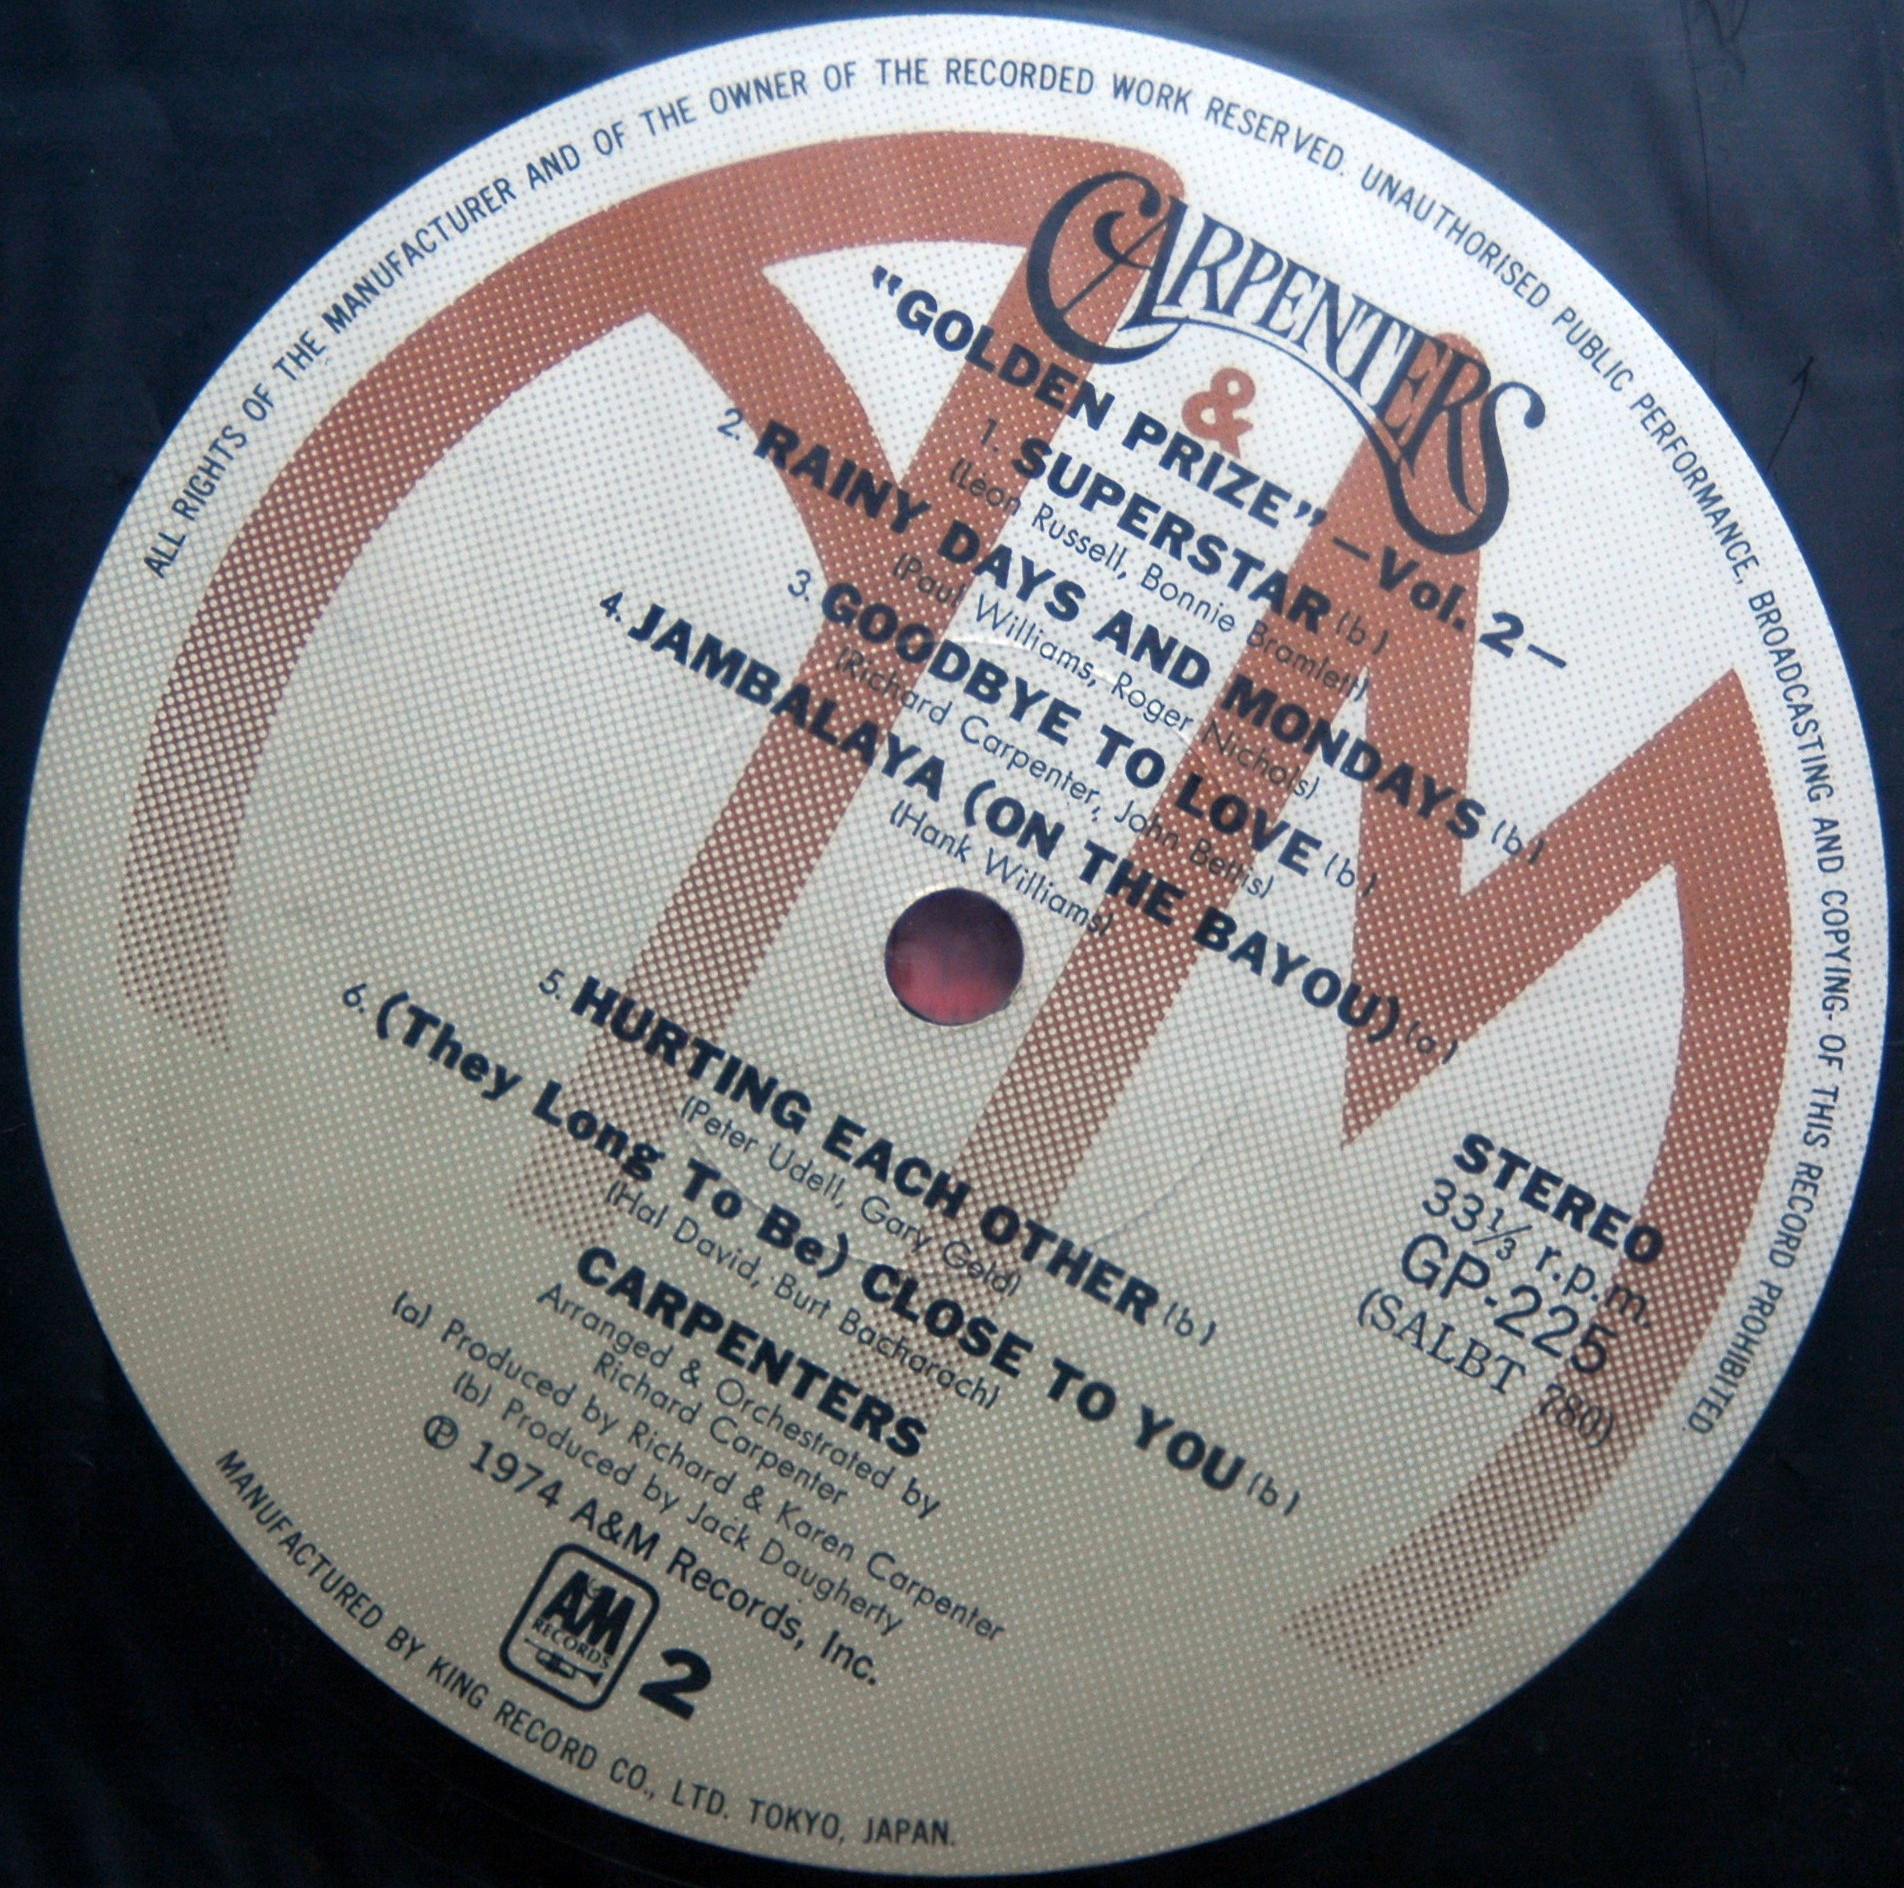 ALL RIGHTS OF THE MANUFACTURER AND OF THE OWNER OF THE RECORDED WORK RESERVED. UNAUTHORISED PUBLIC PERFORMANCE, BROADCASTING AND COPYING OF THIS RECORD PROHIBITED
CARPENTERS
&
"GOLDEN PRIZE" —Vol. 2—
1. SUPERSTAR (b)
(Leon Russell, Bonnie Bramlett)
2. RAINY DAYS AND MONDAYS (b)
(Paul Williams, Roger Nichols)
3. GOODBYE TO LOVE (b)
(Richard Carpenter, John Bettis)
4. JAMBALAYA (ON THE BAYOU) (a)
(Hank Williams)
STEREO
33⅓ r.p.m.
GP-225
(SALBT 780)
5. HURTING EACH OTHER (b)
(Peter Udell, Gary Geld)
6. (They Long To Be) CLOSE TO YOU (b)
(Hal David, Burt Bacharach)
CARPENTERS
Arranged & Orchestrated by
Richard Carpenter
(a) Produced by Richard & Karen Carpenter
(b) Produced by Jack Daugherty
℗ 1974 A&M Records, Inc.
A&M
RECORDS
2
MANUFACTURED BY KING RECORD CO., LTD. TOKYO, JAPAN.